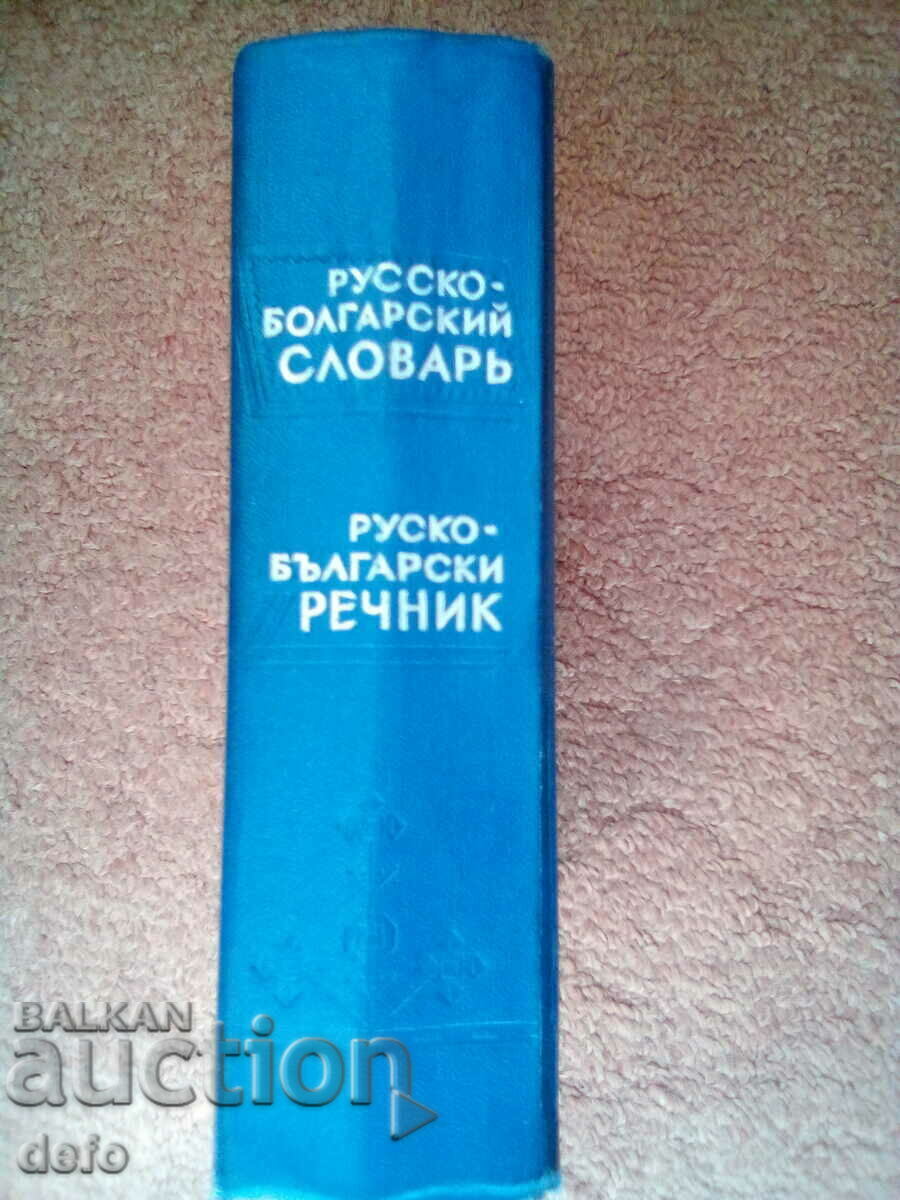 РУССКО-
БОЛГАРСКИЙ
СЛОВАРЬ
РУСКО-
БЪЛГАРСКИ
РЕЧНИК
BALKAN
auction
defo